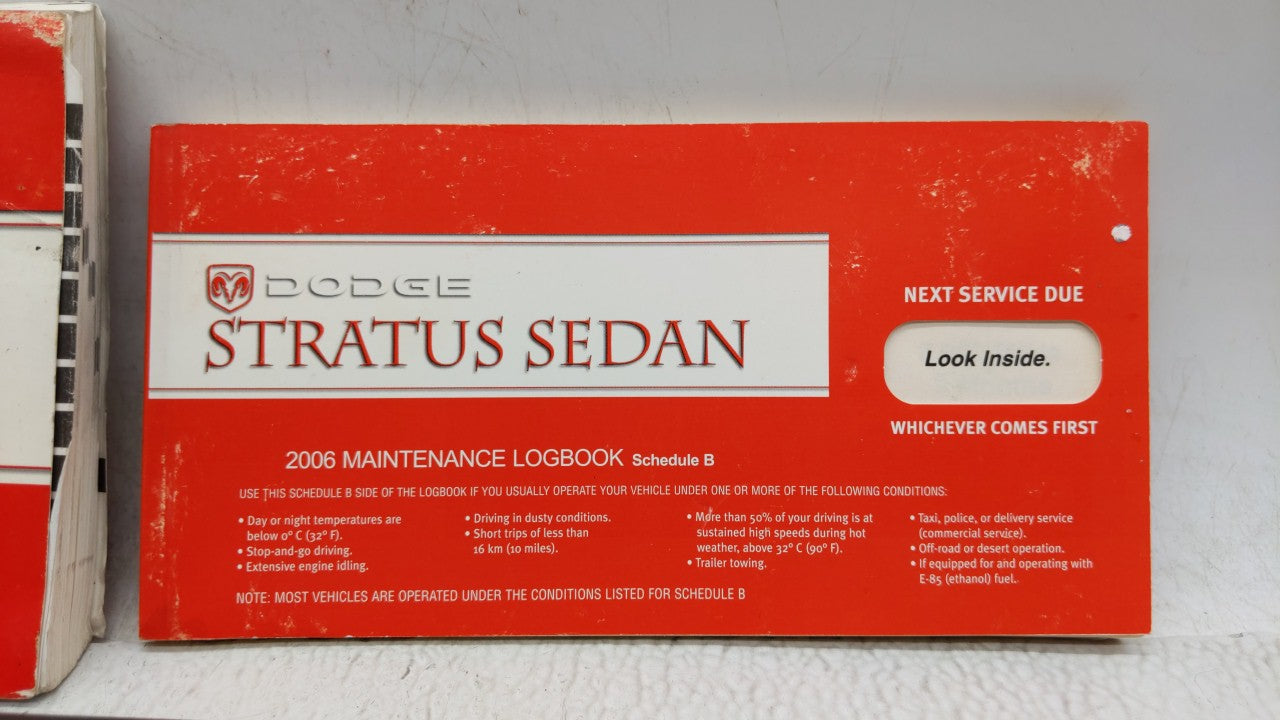 DODGE
STRATUS SEDAN
NEXT SERVICE DUE
Look Inside.
WHICHEVER COMES FIRST
2006 MAINTENANCE LOGBOOK Schedule B
USE THIS SCHEDULE B SIDE OF THE LOGBOOK IF YOU USUALLY OPERATE YOUR VEHICLE UNDER ONE OR MORE OF THE FOLLOWING CONDITIONS:
• Day or night temperatures are
below 0° C (32° F).
• Stop-and-go driving.
• Extensive engine idling.
• Driving in dusty conditions.
• Short trips of less than
16 km (10 miles).
• More than 50% of your driving is at
sustained high speeds during hot
weather, above 32° C (90° F).
• Trailer towing.
• Taxi, police, or delivery service
(commercial service).
• Off-road or desert operation.
• If equipped for and operating with
E-85 (ethanol) fuel.
NOTE: MOST VEHICLES ARE OPERATED UNDER THE CONDITIONS LISTED FOR SCHEDULE B